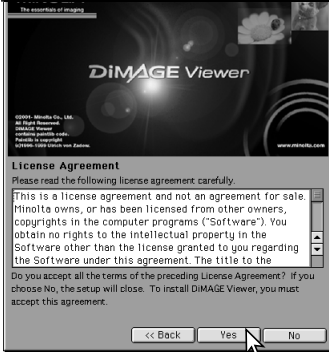 The essentials of imaging
DiMAGE Viewer
©2001- Minolta Co., Ltd.
All Right Reserved.
DiMAGE Viewer
contains paintlib code.
Paintlib is copyright
www.minolta.com
License Agreement
Please read the following license agreement carefully.
This is a license agreement and not an agreement for sale.
Minolta owns, or has been licensed from other owners,
copyrights in the computer programs ("Software"). You
obtain no rights to the intellectual property in the
Software other than the license granted to you regarding
the Software under this agreement. The title to the
Do you accept all the terms of the preceding License Agreement? If you
choose No, the setup will close. To install DiMAGE Viewer, you must
accept this agreement.
<< Back Yes No